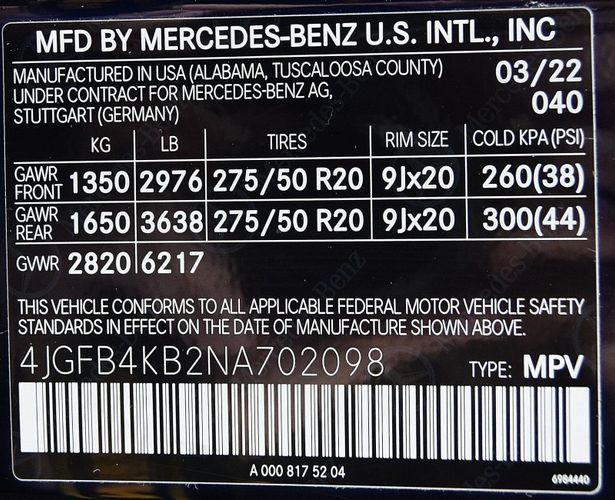 MFD BY MERCEDES-BENZ U.S. INTL., INC
MANUFACTURED IN USA (ALABAMA, TUSCALOOSA COUNTY) 03/22
UNDER CONTRACT FOR MERCEDES-BENZ AG,
STUTTGART (GERMANY) 040
KG LB TIRES RIM SIZE COLD KPA (PSI)
GAWR FRONT 1350 2976 275/50 R20 9Jx20 260(38)
GAWR REAR 1650 3638 275/50 R20 9Jx20 300(44)
GVWR 2820 6217
THIS VEHICLE CONFORMS TO ALL APPLICABLE FEDERAL MOTOR VEHICLE SAFETY
STANDARDS IN EFFECT ON THE DATE OF MANUFACTURE SHOWN ABOVE.
4JGFB4KB2NA702098 TYPE: MPV
A 000 817 52 04
6984440